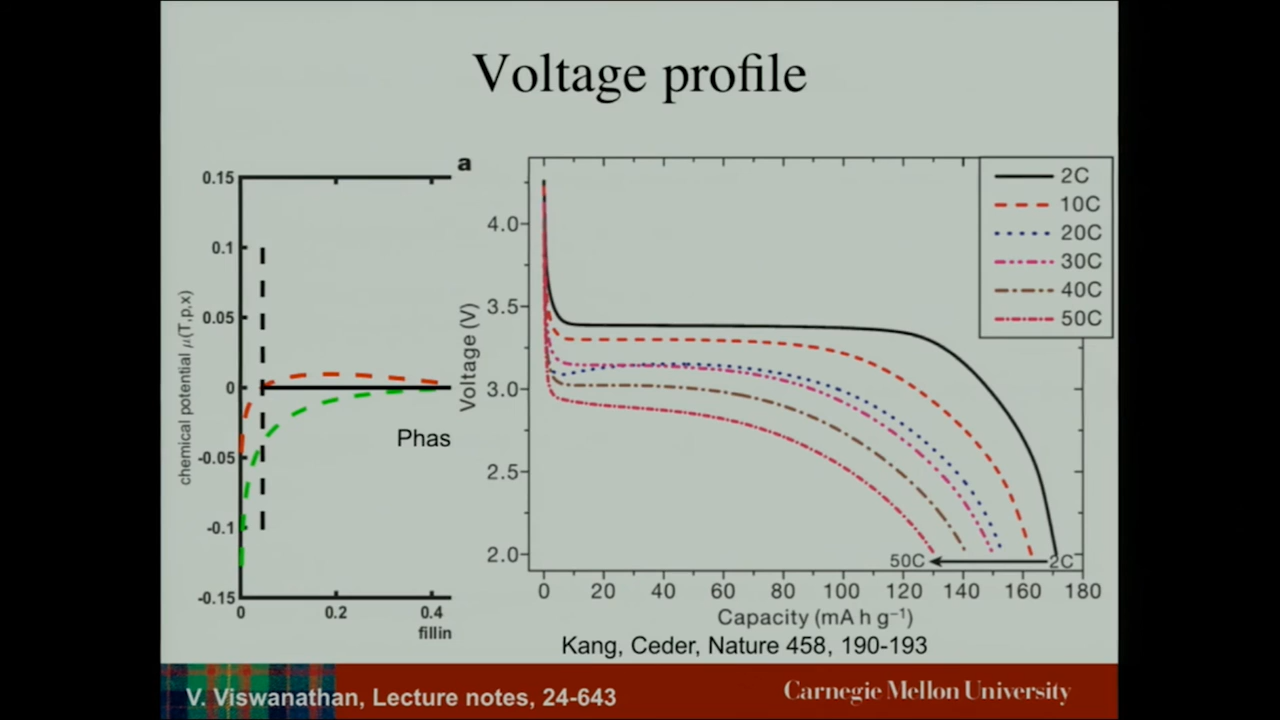 Voltage profile
0.15
0.1
0.05
0
-0.05
-0.1
-0.15
chemical potential μ(T,p,x)
0
0.2
0.4
fillin
Phas
a
4.0
3.5
3.0
2.5
2.0
Voltage (V)
2C
10C
20C
30C
40C
50C
50C
2C
0
20
40
60
80
100
120
140
160
180
Capacity (mA h g⁻¹)
Kang, Ceder, Nature 458, 190-193
V. Viswanathan, Lecture notes, 24-643
Carnegie Mellon University